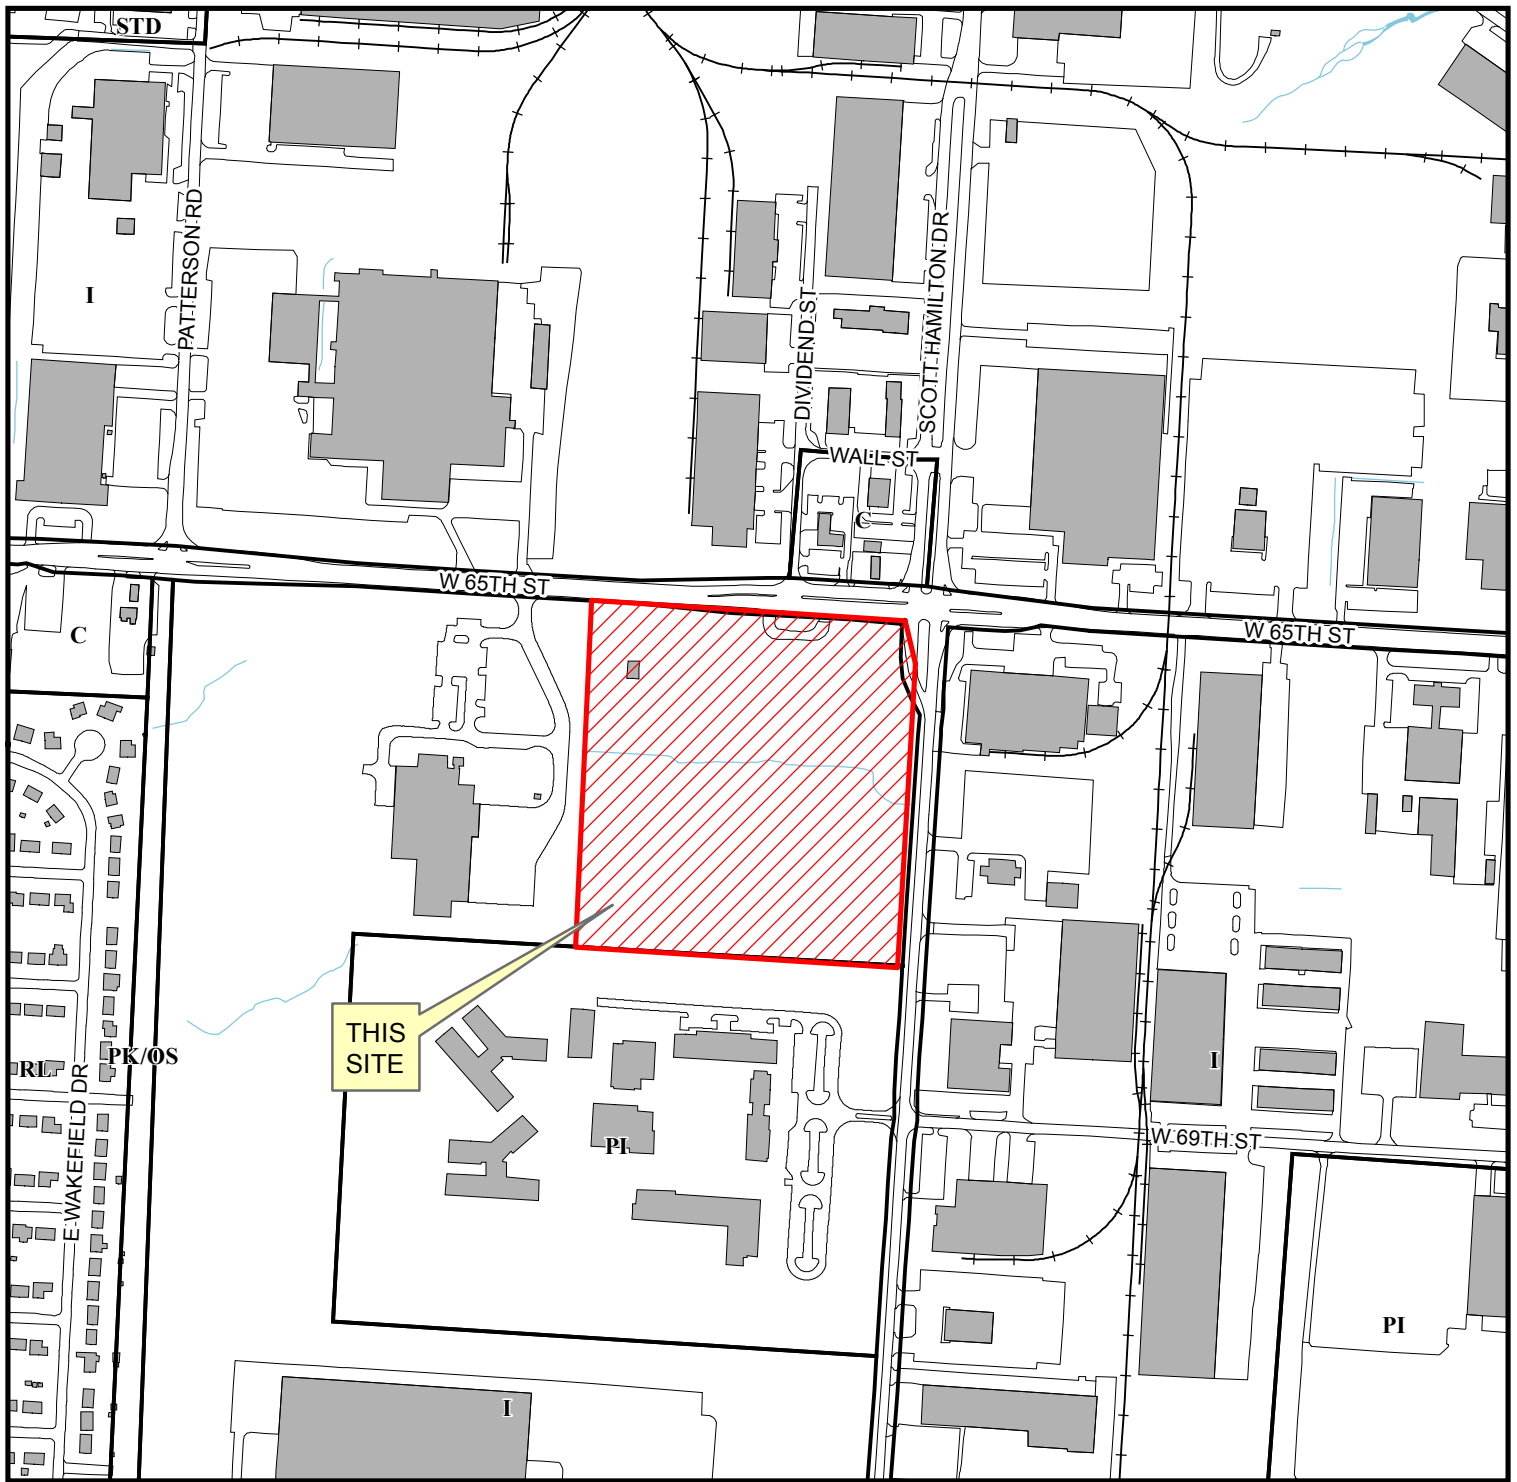 STD
PATTERSON RD
I
DIVIDEND ST
SCOTT HAMILTON DR
WALL ST
C
W 65TH ST
W 65TH ST
C
THIS
SITE
RL
PK/OS
E WAKEFIELD DR
PI
I
W 69TH ST
PI
I